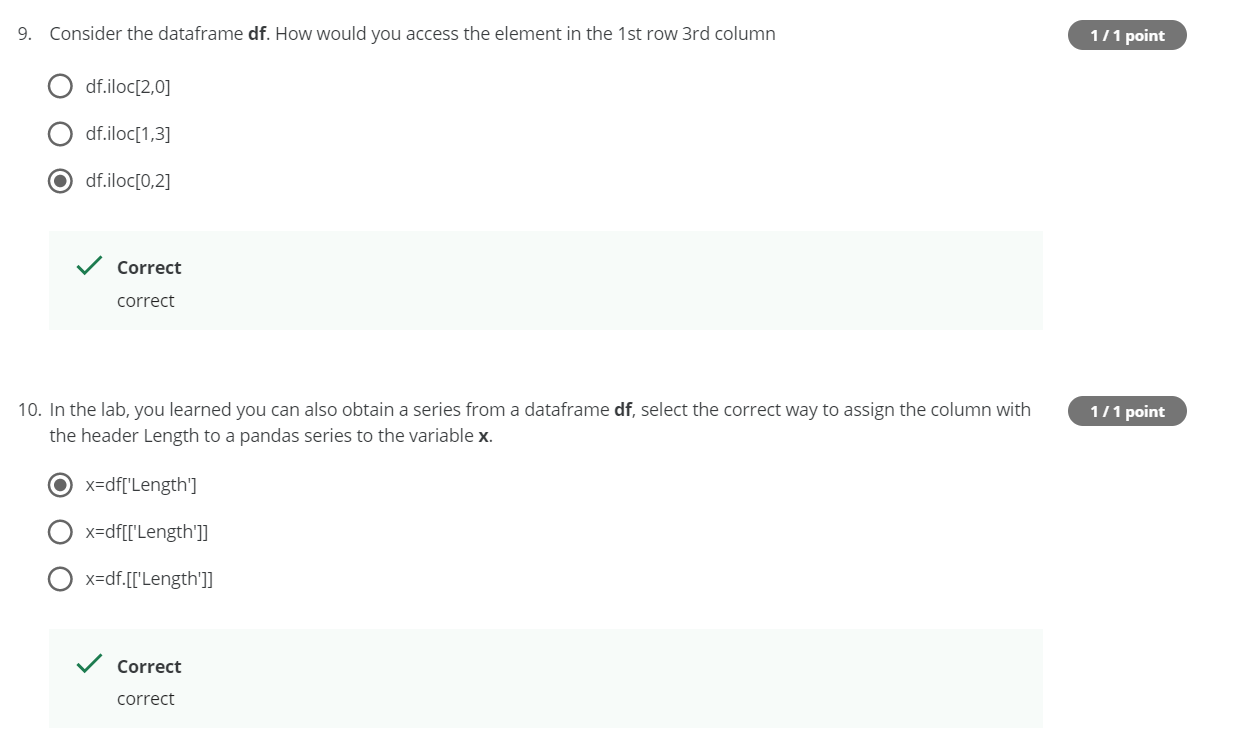 9. Consider the dataframe df. How would you access the element in the 1st row 3rd column
1 / 1 point
df.iloc[2,0]
df.iloc[1,3]
df.iloc[0,2]
Correct
correct
10. In the lab, you learned you can also obtain a series from a dataframe df, select the correct way to assign the column with
the header Length to a pandas series to the variable x.
1 / 1 point
x=df['Length']
x=df[['Length']]
x=df.[['Length']]
Correct
correct